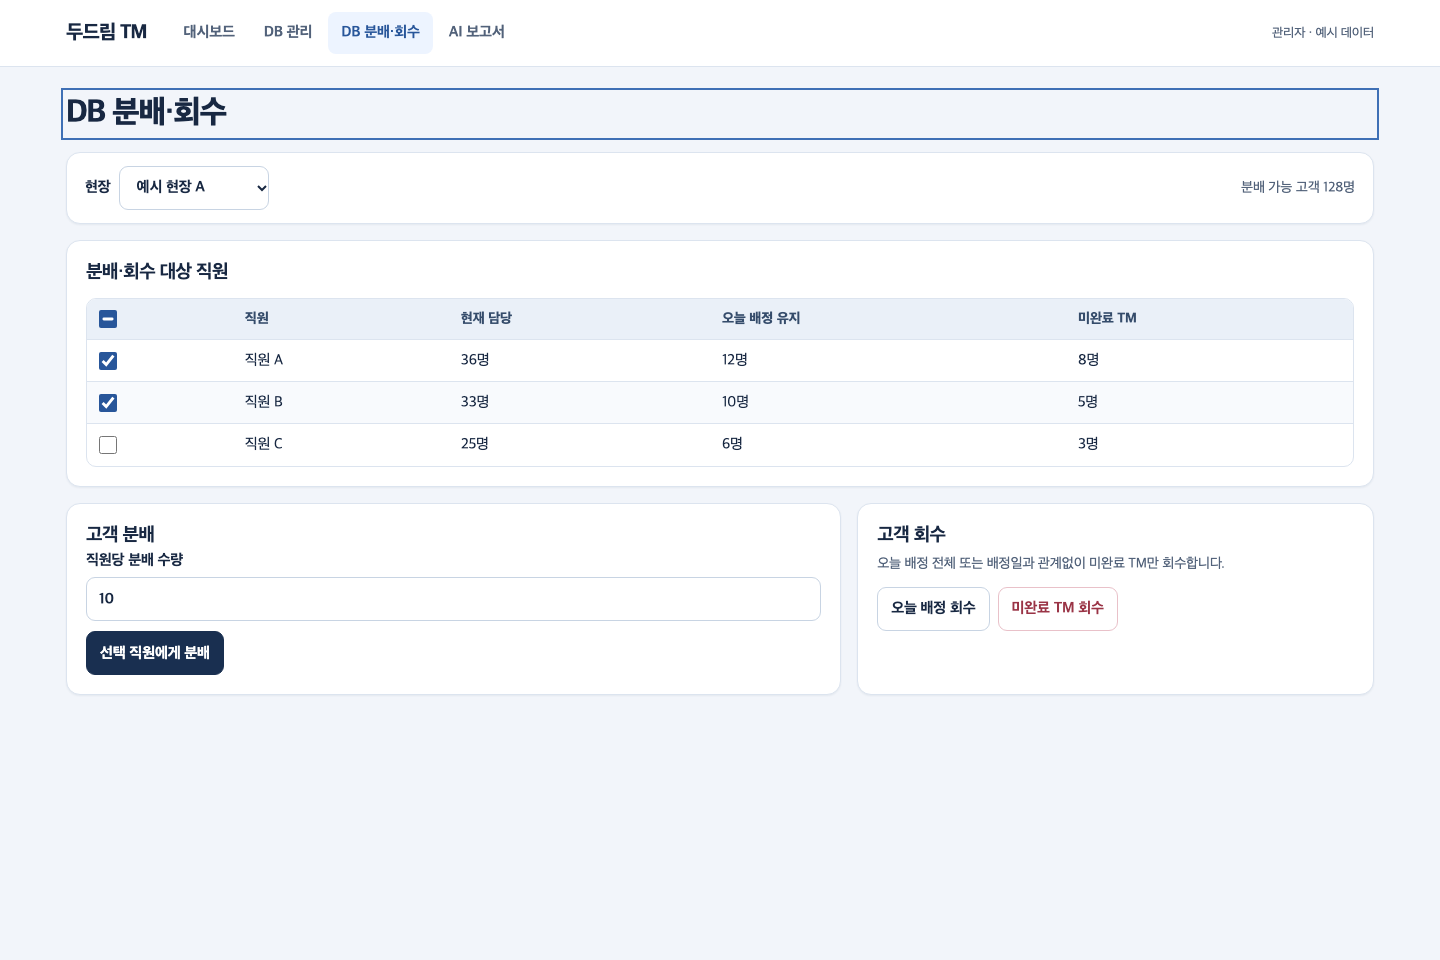 두드림 TM 대시보드 DB 관리 DB 분배·회수 AI 보고서 관리자 · 예시 데이터
DB 분배·회수
현장 예시 현장 A 분배 가능 고객 128명
분배·회수 대상 직원
직원 현재 담당 오늘 배정 유지 미완료 TM
직원 A 36명 12명 8명
직원 B 33명 10명 5명
직원 C 25명 6명 3명
고객 분배
직원당 분배 수량
10
선택 직원에게 분배
고객 회수
오늘 배정 전체 또는 배정일과 관계없이 미완료 TM만 회수합니다.
오늘 배정 회수 미완료 TM 회수